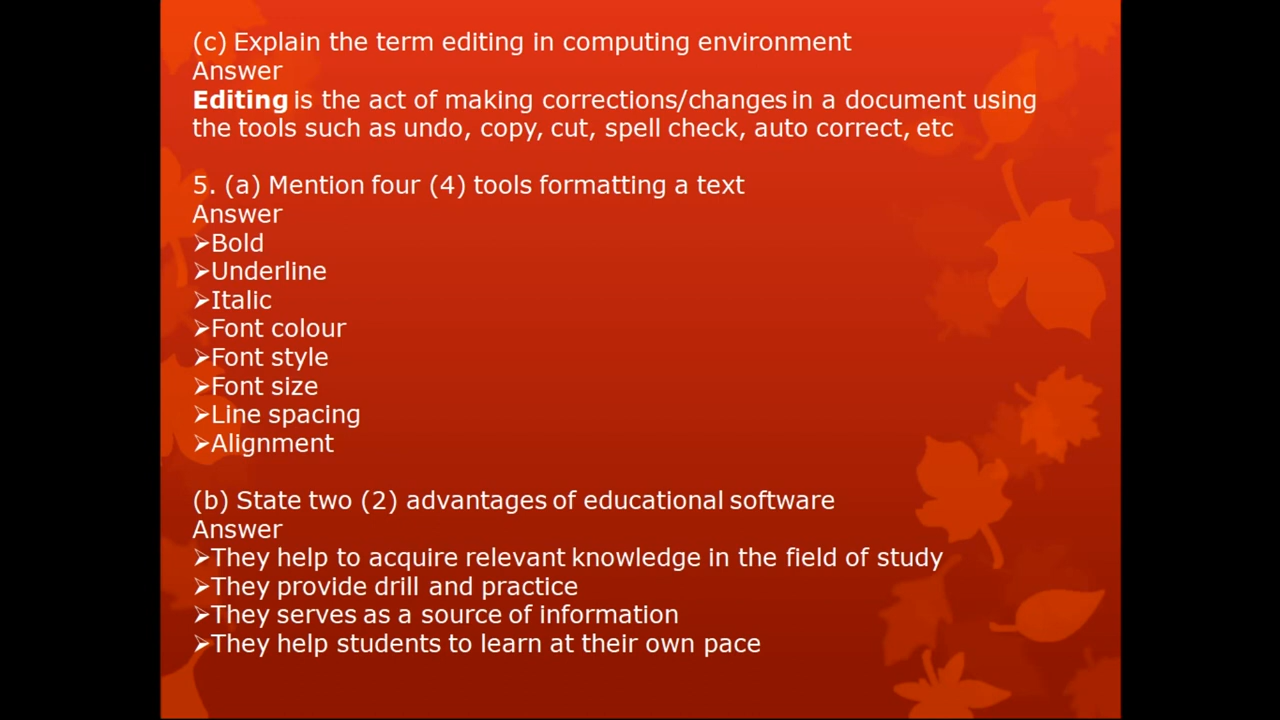 (c) Explain the term editing in computing environment
Answer
Editing is the act of making corrections/changes in a document using
the tools such as undo, copy, cut, spell check, auto correct, etc
5. (a) Mention four (4) tools formatting a text
Answer
➢Bold
➢Underline
➢Italic
➢Font colour
➢Font style
➢Font size
➢Line spacing
➢Alignment
(b) State two (2) advantages of educational software
Answer
➢They help to acquire relevant knowledge in the field of study
➢They provide drill and practice
➢They serves as a source of information
➢They help students to learn at their own pace